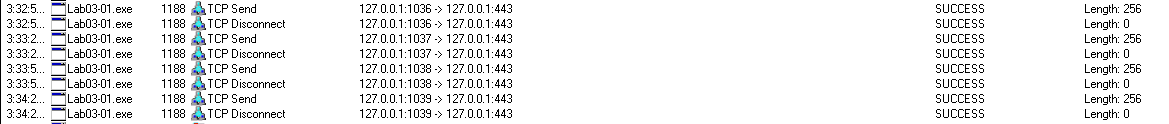 3:32:5... Lab03-01.exe 1188 TCP Send 127.0.0.1:1036 -> 127.0.0.1:443 SUCCESS Length: 256
3:32:5... Lab03-01.exe 1188 TCP Disconnect 127.0.0.1:1036 -> 127.0.0.1:443 SUCCESS Length: 0
3:33:2... Lab03-01.exe 1188 TCP Send 127.0.0.1:1037 -> 127.0.0.1:443 SUCCESS Length: 256
3:33:2... Lab03-01.exe 1188 TCP Disconnect 127.0.0.1:1037 -> 127.0.0.1:443 SUCCESS Length: 0
3:33:5... Lab03-01.exe 1188 TCP Send 127.0.0.1:1038 -> 127.0.0.1:443 SUCCESS Length: 256
3:33:5... Lab03-01.exe 1188 TCP Disconnect 127.0.0.1:1038 -> 127.0.0.1:443 SUCCESS Length: 0
3:34:2... Lab03-01.exe 1188 TCP Send 127.0.0.1:1039 -> 127.0.0.1:443 SUCCESS Length: 256
3:34:2... Lab03-01.exe 1188 TCP Disconnect 127.0.0.1:1039 -> 127.0.0.1:443 SUCCESS Length: 0